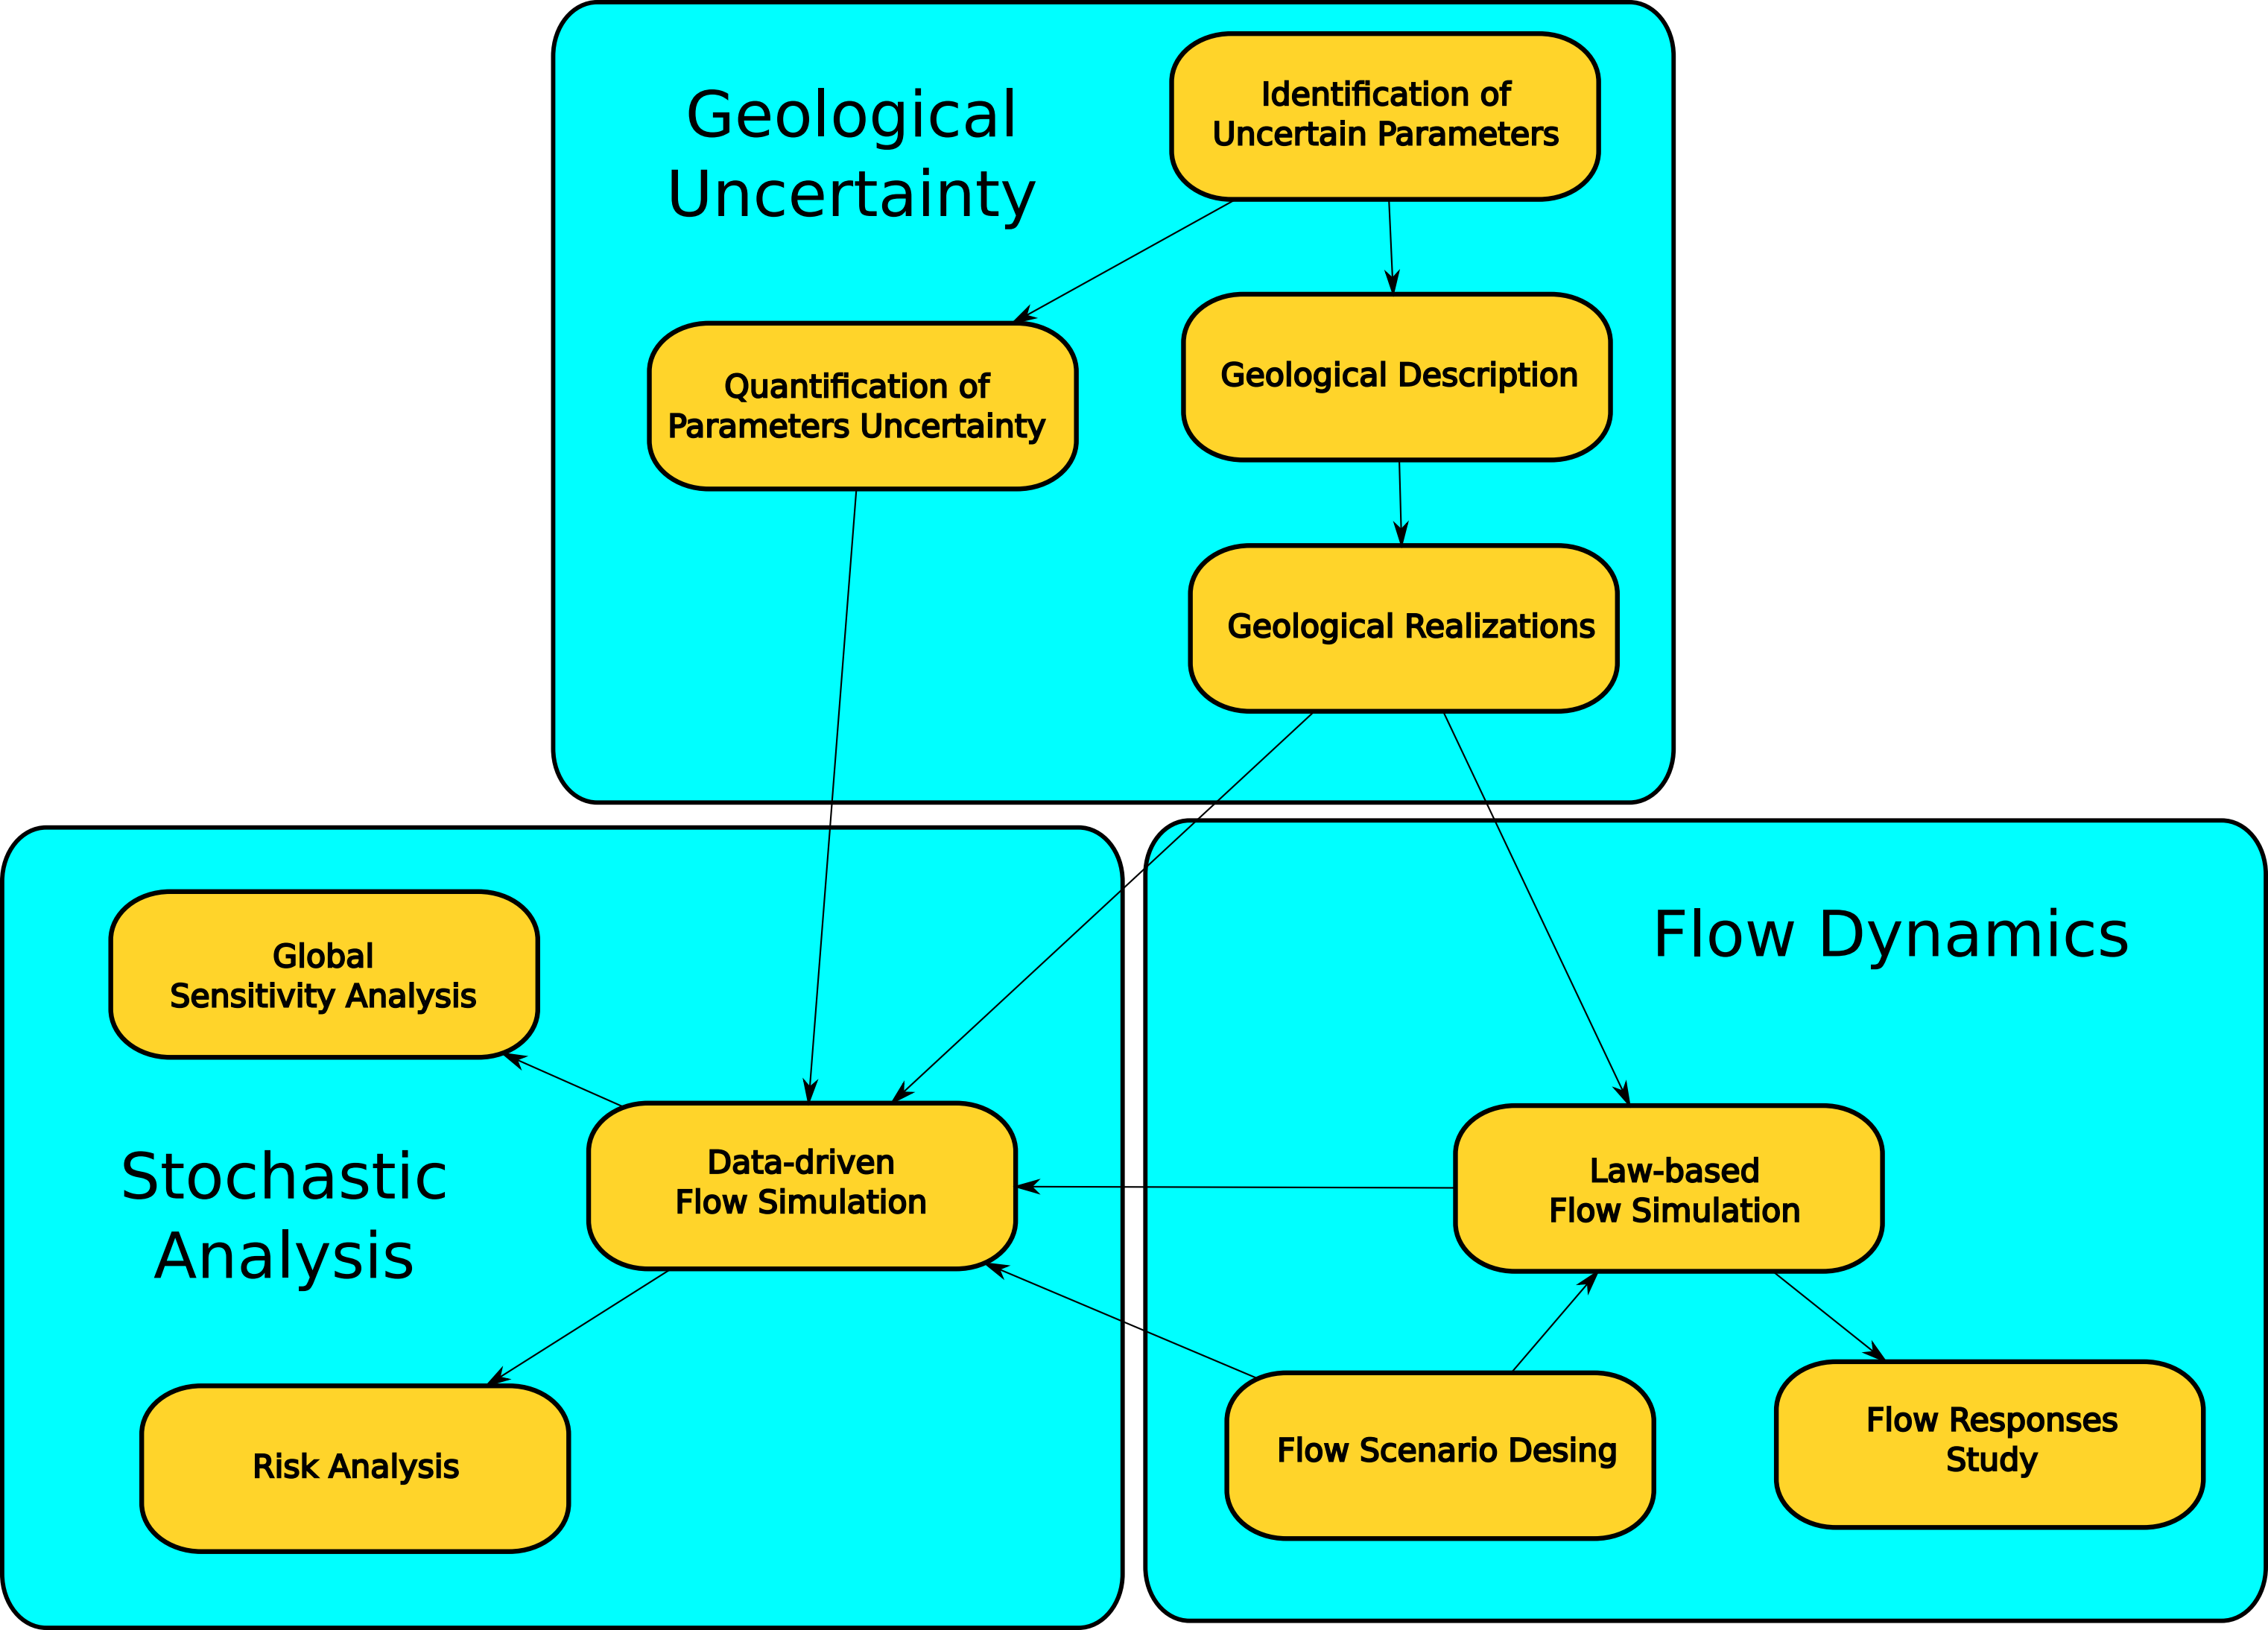 Geological
Uncertainty
Identification of
Uncertain Parameters
Quantification of
Parameters Uncertainty
Geological Description
Geological Realizations
Global
Sensitivity Analysis
Stochastic
Analysis
Data-driven
Flow Simulation
Risk Analysis
Flow Dynamics
Law-based
Flow Simulation
Flow Scenario Desing
Flow Responses
Study